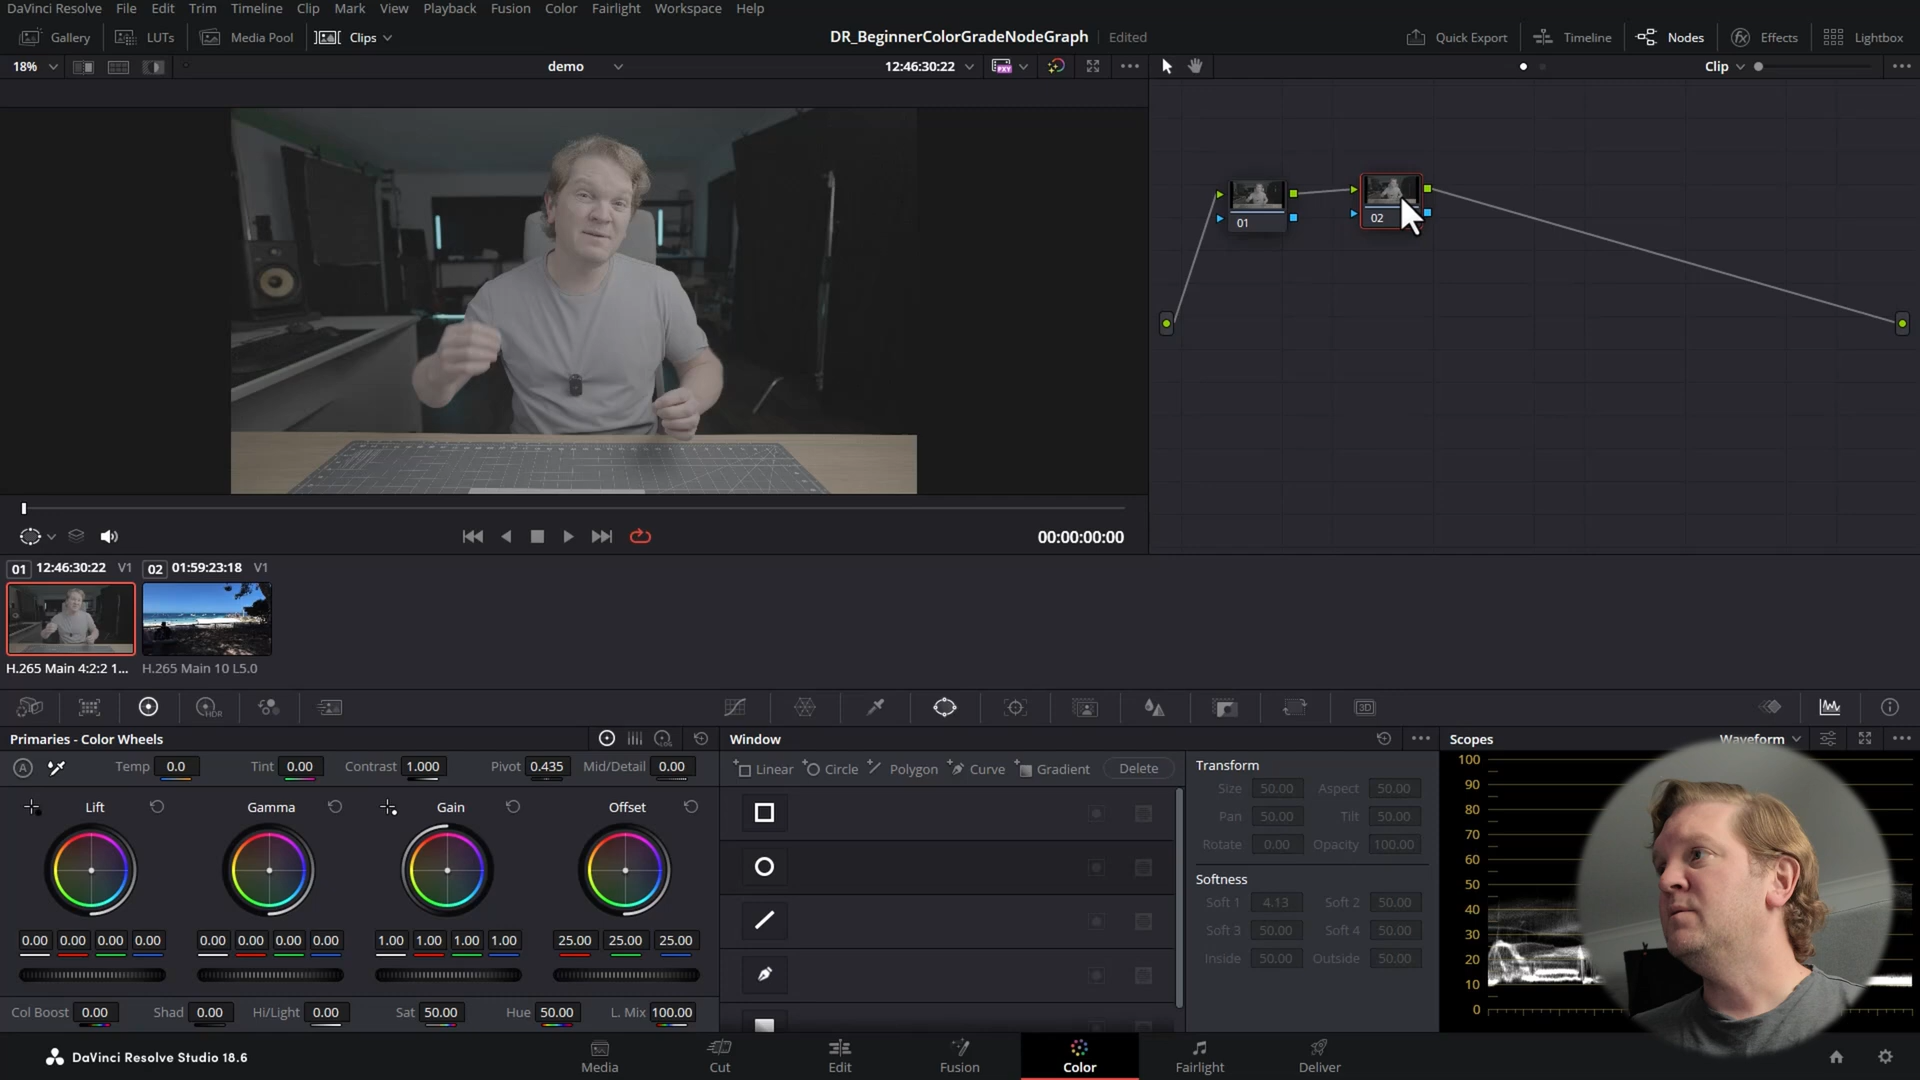 DaVinci Resolve File Edit Trim Timeline Clip Mark View Playback Fusion Color Fairlight Workspace Help
Gallery LUTs Media Pool Clips DR_BeginnerColorGradeNodeGraph Edited Quick Export Timeline Nodes Effects Lightbox
18% demo 12:46:30:22 Clip
01 02
00:00:00:00
01 12:46:30:22 V1 02 01:59:23:18 V1
H.265 Main 4:2:2 1... H.265 Main 10 L5.0
HDR 3D
Primaries - Color Wheels LOG Window Scopes Waveform
A Temp 0.0 Tint 0.00 Contrast 1.000 Pivot 0.435 Mid/Detail 0.00
Linear Circle Polygon Curve Gradient Delete
Lift Gamma Gain Offset
0.00 0.00 0.00 0.00 0.00 0.00 0.00 0.00 1.00 1.00 1.00 1.00 25.00 25.00 25.00
Col Boost 0.00 Shad 0.00 Hi/Light 0.00 Sat 50.00 Hue 50.00 L. Mix 100.00
Transform
Size 50.00 Aspect 50.00
Pan 50.00 Tilt 50.00
Rotate 0.00 Opacity 100.00
Softness
Soft 1 4.13 Soft 2 50.00
Soft 3 50.00 Soft 4 50.00
Inside 50.00 Outside 50.00
100
90
80
70
60
50
40
30
20
10
0
DaVinci Resolve Studio 18.6
Media Cut Edit Fusion Color Fairlight Deliver